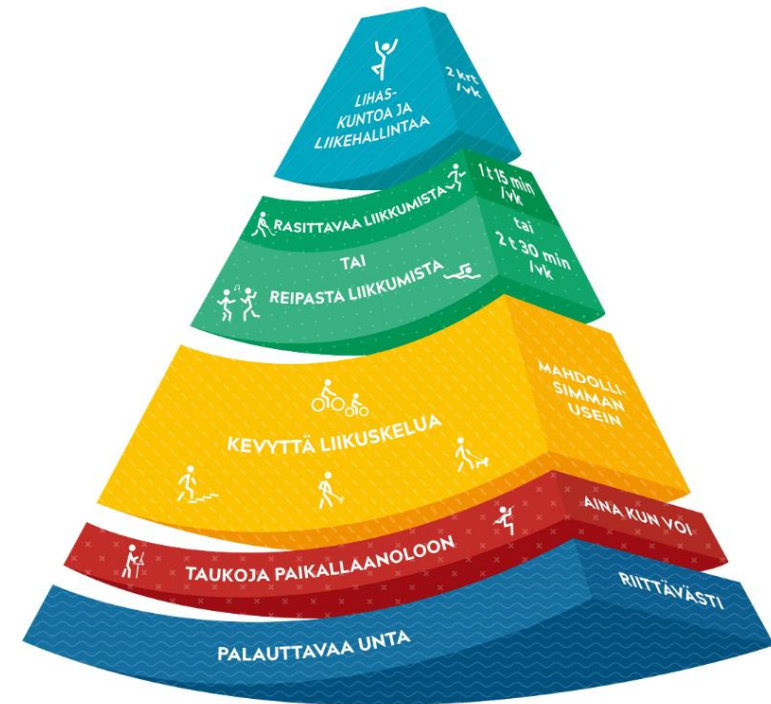 LIHAS-
KUNTOA JA
LIIKEHALLINTAA
2 krt
/vk
RASITTAVAA LIIKKUMISTA
1 t 15 min
/vk
TAI
REIPASTA LIIKKUMISTA
tai
2 t 30 min
/vk
KEVYTTÄ LIIKUSKELUA
MAHDOLLI-
SIMMAN
USEIN
TAUKOJA PAIKALLAANOLOON
AINA KUN VOI
PALAUTTAVAA UNTA
RIITTÄVÄSTI